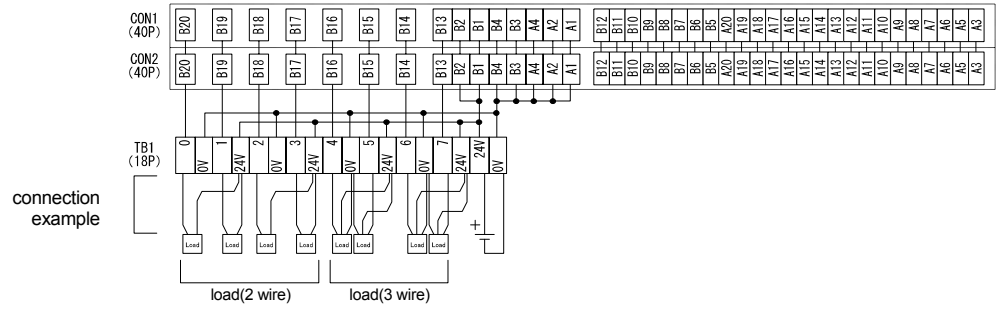 CON1
(40P)
B20 B19 B18 B17 B16 B15 B14 B13 B2 B1 B4 B3 A4 A2 A1 B12 B11 B10 B9 B8 B7 B6 B5 A20 A19 A18 A17 A16 A15 A14 A13 A12 A11 A10 A9 A8 A7 A6 A5 A3
CON2
(40P)
B20 B19 B18 B17 B16 B15 B14 B13 B2 B1 B4 B3 A4 A2 A1 B12 B11 B10 B9 B8 B7 B6 B5 A20 A19 A18 A17 A16 A15 A14 A13 A12 A11 A10 A9 A8 A7 A6 A5 A3
TB1
(18P)
0 0V 1 24V 2 0V 3 24V 4 0V 5 24V 6 0V 7 24V 24V 0V
connection
example
+
Load Load Load Load Load Load Load Load
load(2 wire) load(3 wire)